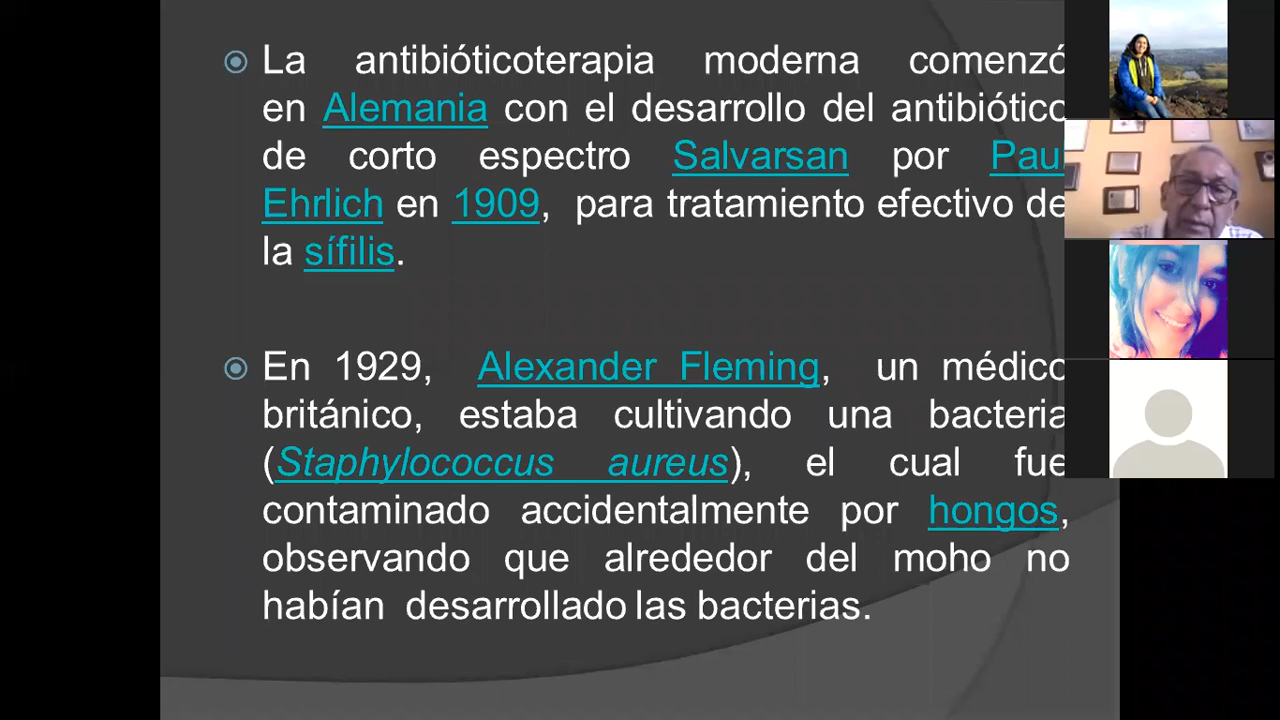 La antibióticoterapia moderna comenzó
en Alemania con el desarrollo del antibiótico
de corto espectro Salvarsan por Paul
Ehrlich en 1909, para tratamiento efectivo de
la sífilis.
En 1929, Alexander Fleming, un médico
británico, estaba cultivando una bacteria
(Staphylococcus aureus), el cual fue
contaminado accidentalmente por hongos,
observando que alrededor del moho no
habían desarrollado las bacterias.